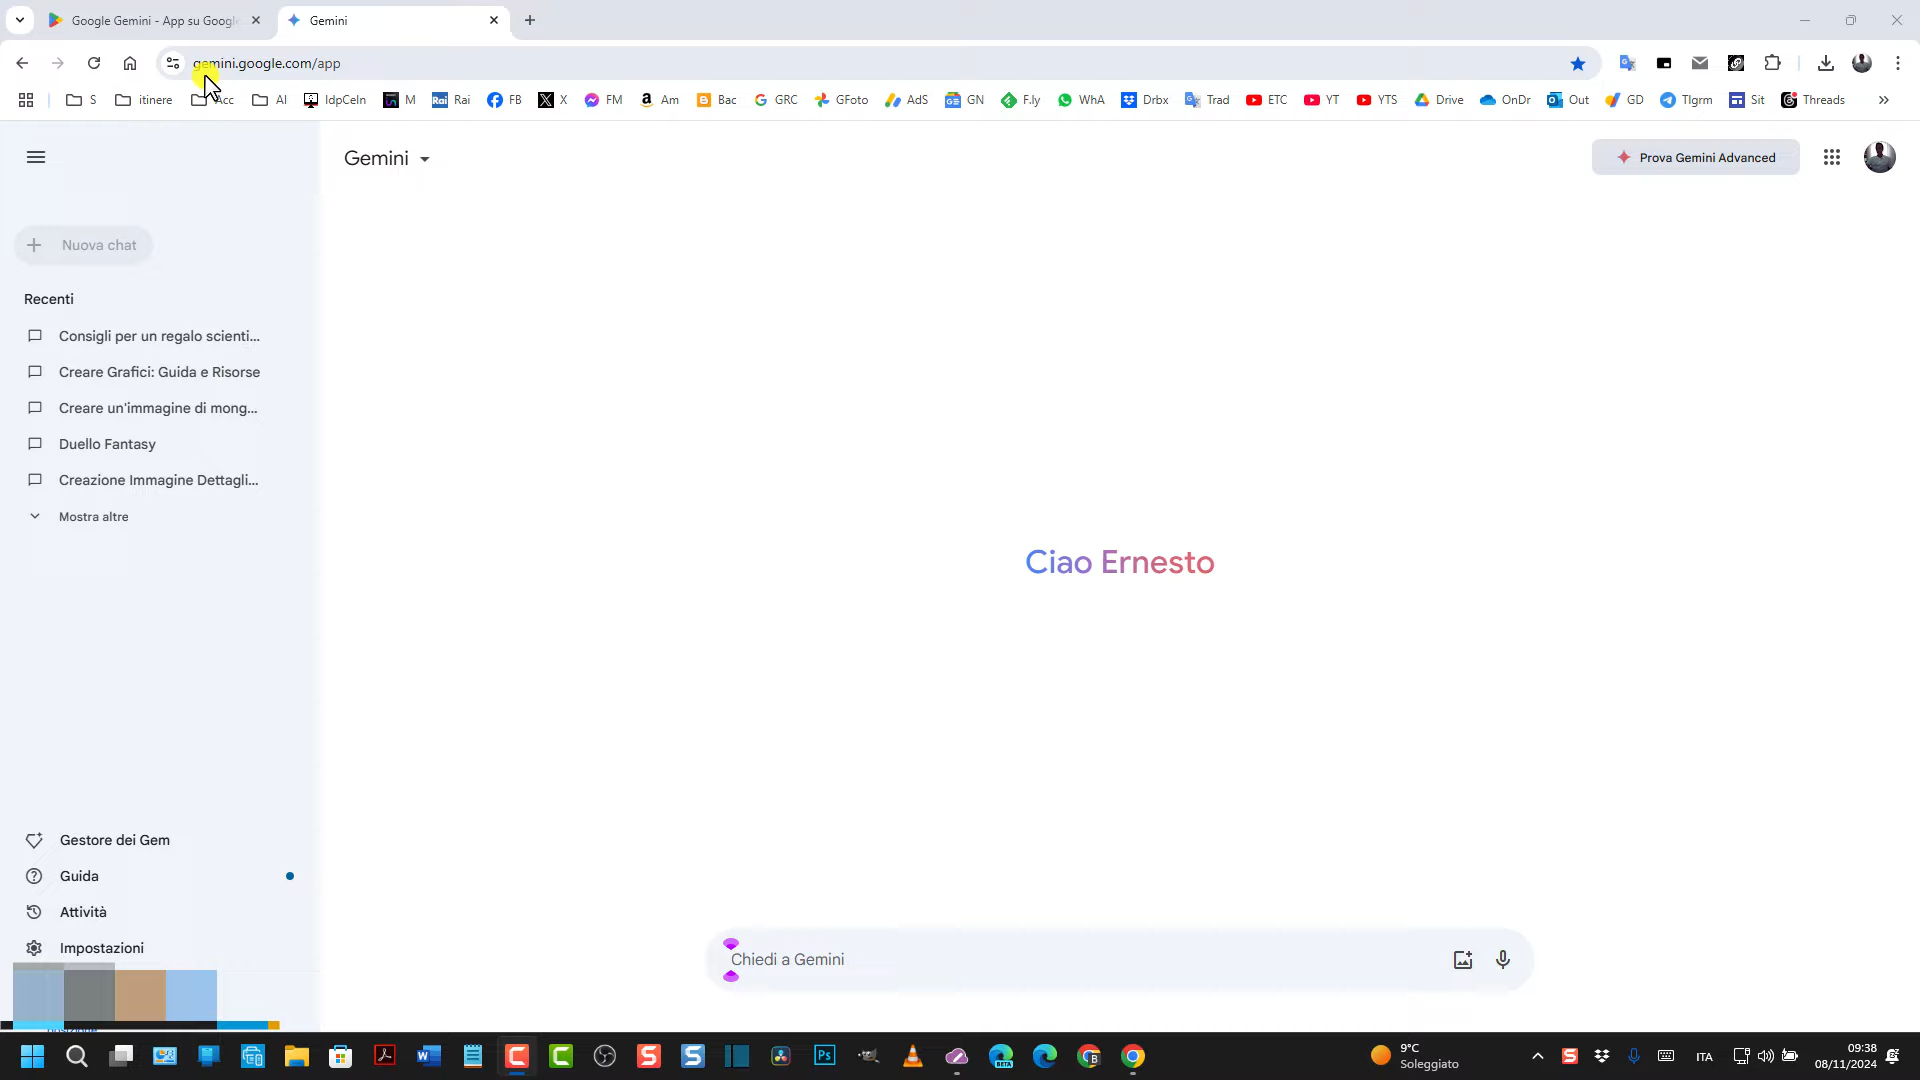 Google Gemini - App su Google
Gemini
gemini.google.com/app
S
itinere
Acc
AI
IdpCeIn
M
Rai
FB
X
FM
Am
Bac
GRC
GFoto
AdS
GN
F.ly
WhA
Drbx
Trad
ETC
YT
YTS
Drive
OnDr
Out
GD
Tlgrm
Sit
Threads
Gemini
Prova Gemini Advanced
Nuova chat
Recenti
Consigli per un regalo scienti...
Creare Grafici: Guida e Risorse
Creare un'immagine di mong...
Duello Fantasy
Creazione Immagine Dettagli...
Mostra altre
Ciao Ernesto
Gestore dei Gem
Guida
Attività
Impostazioni
Chiedi a Gemini
9°C
Soleggiato
ITA
09:38
08/11/2024